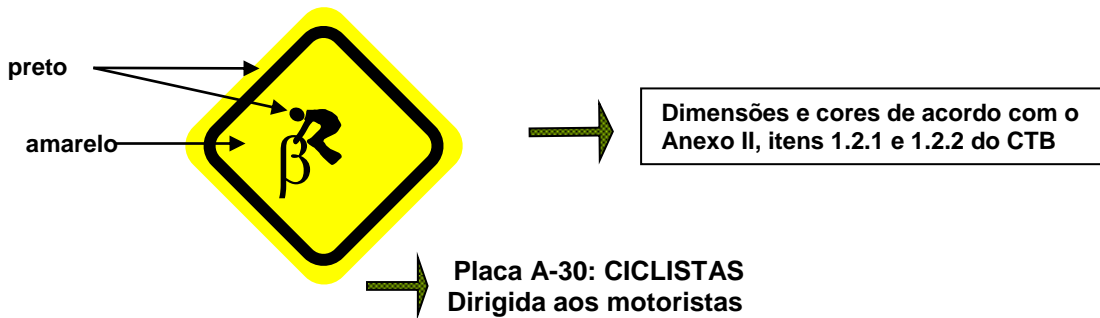 preto
amarelo
β
Dimensões e cores de acordo com o
Anexo II, itens 1.2.1 e 1.2.2 do CTB
Placa A-30: CICLISTAS
Dirigida aos motoristas